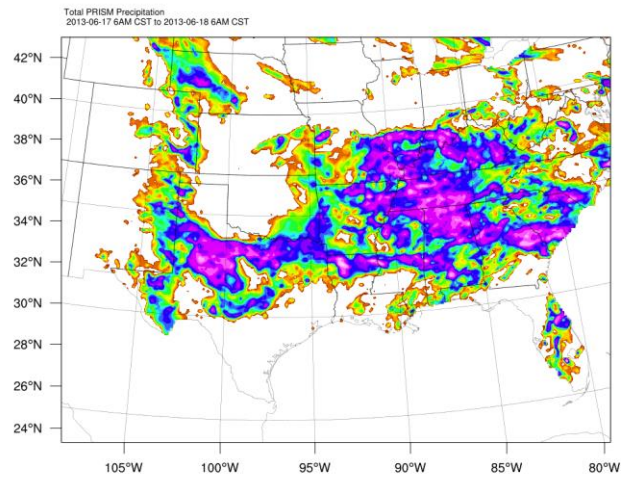 Total PRISM Precipitation
2013-06-17 6AM CST to 2013-06-18 6AM CST
42°N
40°N
38°N
36°N
34°N
32°N
30°N
28°N
26°N
24°N
105°W 100°W 95°W 90°W 85°W 80°W